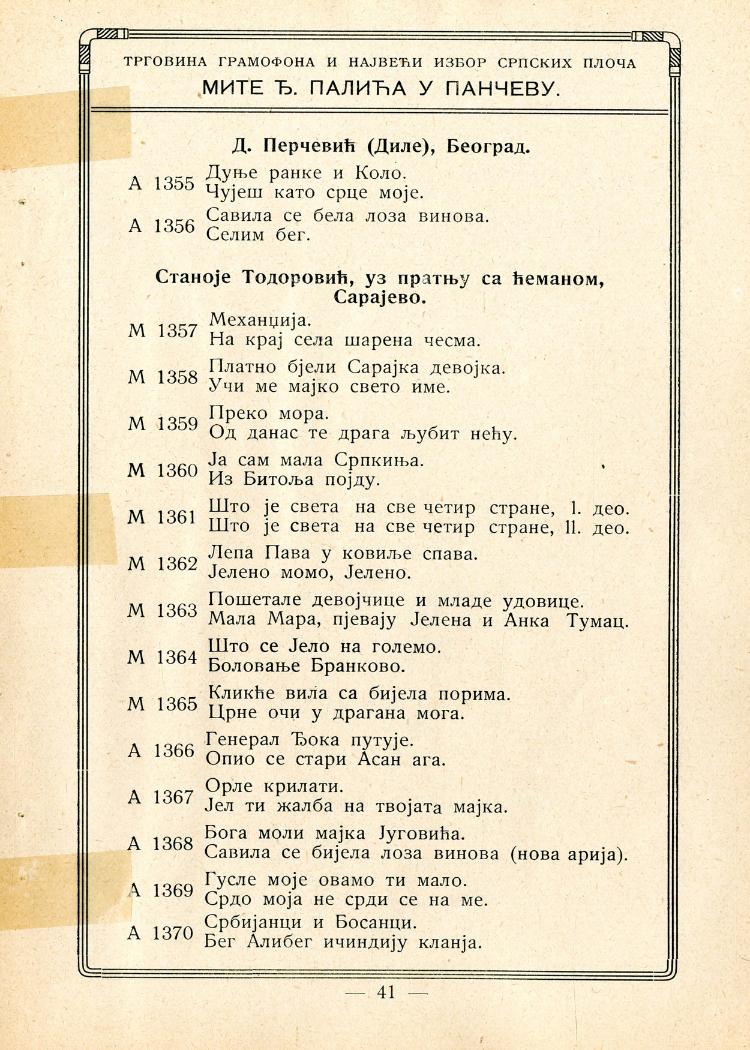 ТРГОВИНА ГРАМОФОНА И НАЈВЕЋИ ИЗБОР СРПСКИХ ПЛОЧА
МИТЕ Ђ. ПАЛИЋА У ПАНЧЕВУ.
Д. Перчевић (Диле), Београд.
А 1355 Дуње ранке и Коло.
Чујеш като срце моје.
А 1356 Савила се бела лоза винова.
Селим бег.
Станоје Тодоровић, уз пратњу са ћеманом,
Сарајево.
М 1357 Механџија.
На крај села шарена чесма.
М 1358 Платно бјели Сарајка девојка.
Учи ме мајко свето име.
М 1359 Преко мора.
Од данас те драга љубит нећу.
М 1360 Ја сам мала Српкиња.
Из Битоља појду.
М 1361 Што је света на све четир стране, I. део.
Што је света на све четир стране, II. део.
М 1362 Лепа Пава у ковиље спава.
Јелено момо, Јелено.
М 1363 Пошетале девојчице и младе удовице.
Мала Мара, пјевају Јелена и Анка Тумац.
М 1364 Што се Јело на големо.
Боловање Бранково.
М 1365 Кликће вила са бијела порима.
Црне очи у драгана мога.
А 1366 Генерал Ђока путује.
Опио се стари Асан ага.
А 1367 Орле крилати.
Јел ти жалба на твојата мајка.
А 1368 Бога моли мајка Југовића.
Савила се бијела лоза винова (нова арија).
А 1369 Гусле моје овамо ти мало.
Срдо моја не срди се на ме.
А 1370 Србијанци и Босанци.
Бег Алибег ичиндију клања.
— 41 —